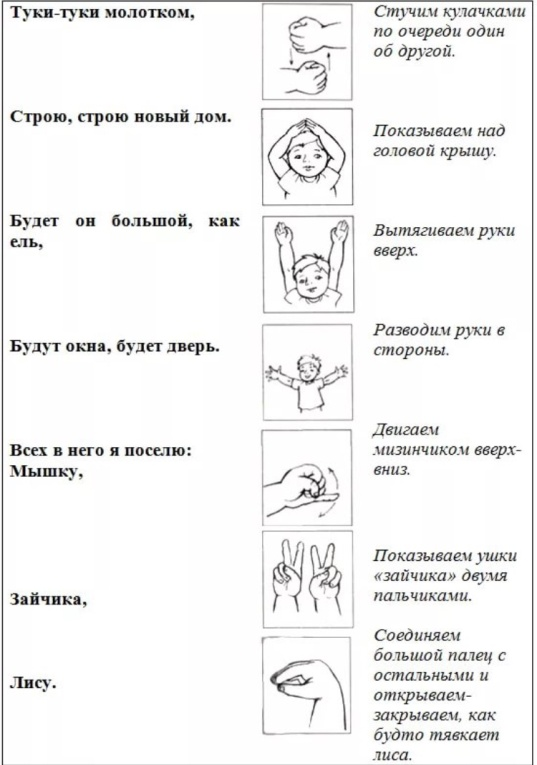 Туки-туки молотком,
Стучим кулачками
по очереди один
об другой.
Строю, строю новый дом.
Показываем над
головой крышу.
Будет он большой, как
ель,
Вытягиваем руки
вверх.
Будут окна, будет дверь.
Разводим руки в
стороны.
Всех в него я поселю:
Мышку,
Двигаем
мизинчиком вверх-
вниз.
Зайчика,
Показываем ушки
«зайчика» двумя
пальчиками.
Лису.
Соединяем
большой палец с
остальными и
открываем-
закрываем, как
будто тявкает
лиса.